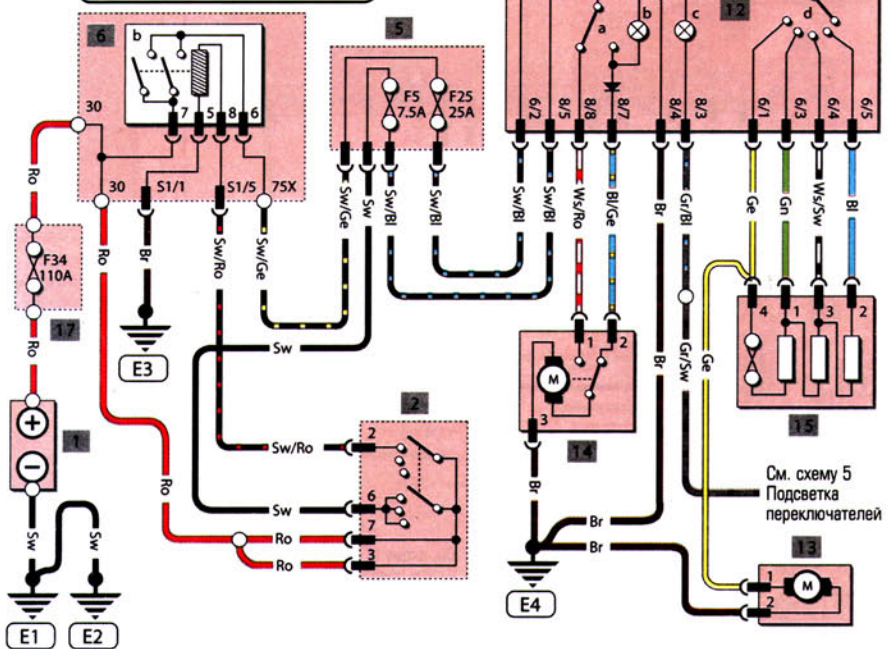 6
b
7 5 8 6
30
30
S1/1
S1/5
75X
5
F5
7.5A
F25
25A
12
a
b
c
d
6/2
8/5
8/8
8/7
8/4
8/3
6/1
6/3
6/4
6/5
Ro
Ro
Br
Sw/Ro
Sw/Ge
Sw/Ge
Sw
Sw/Bl
Sw/Bl
Sw/Bl
Sw/Bl
Ws/Ro
Bl/Ge
Br
Gr/Bl
Ge
Gn
Ws/Sw
Bl
F34
110A
17
Ro
E3
Sw
1
+
−
Ro
Sw
Sw
E1
E2
2
2
Sw/Ro
6
Sw
7
Ro
3
Ro
1
2
M
3
14
Br
Br
Br
Br
E4
Gr/Sw
Ge
4
1
3
2
15
См. схему 5
Подсветка
переключателей
13
1
M
2